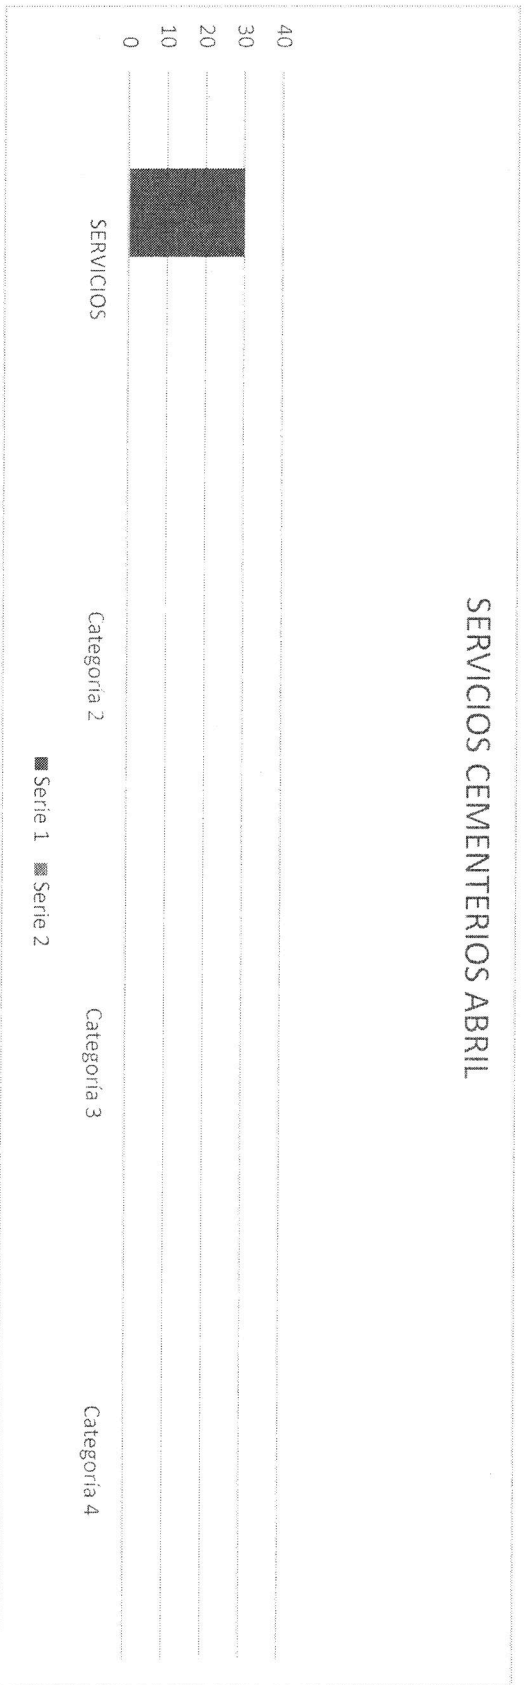 SERVICIOS CEMENTERIOS ABRIL
40
30
20
10
0
SERVICIOS Categoría 2 Categoría 3 Categoría 4
Serie 1 Serie 2